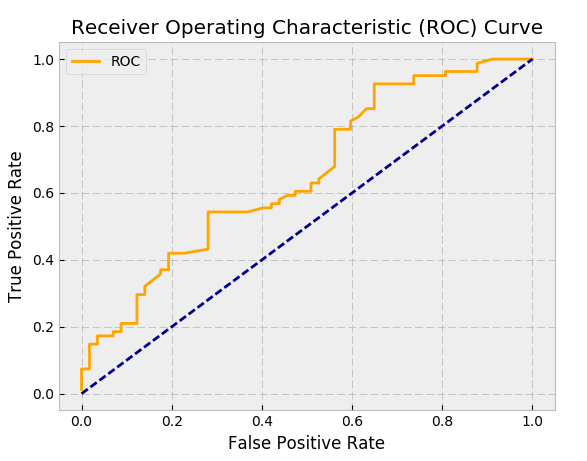 Receiver Operating Characteristic (ROC) Curve
ROC
True Positive Rate
1.0
0.8
0.6
0.4
0.2
0.0
0.0 0.2 0.4 0.6 0.8 1.0
False Positive Rate